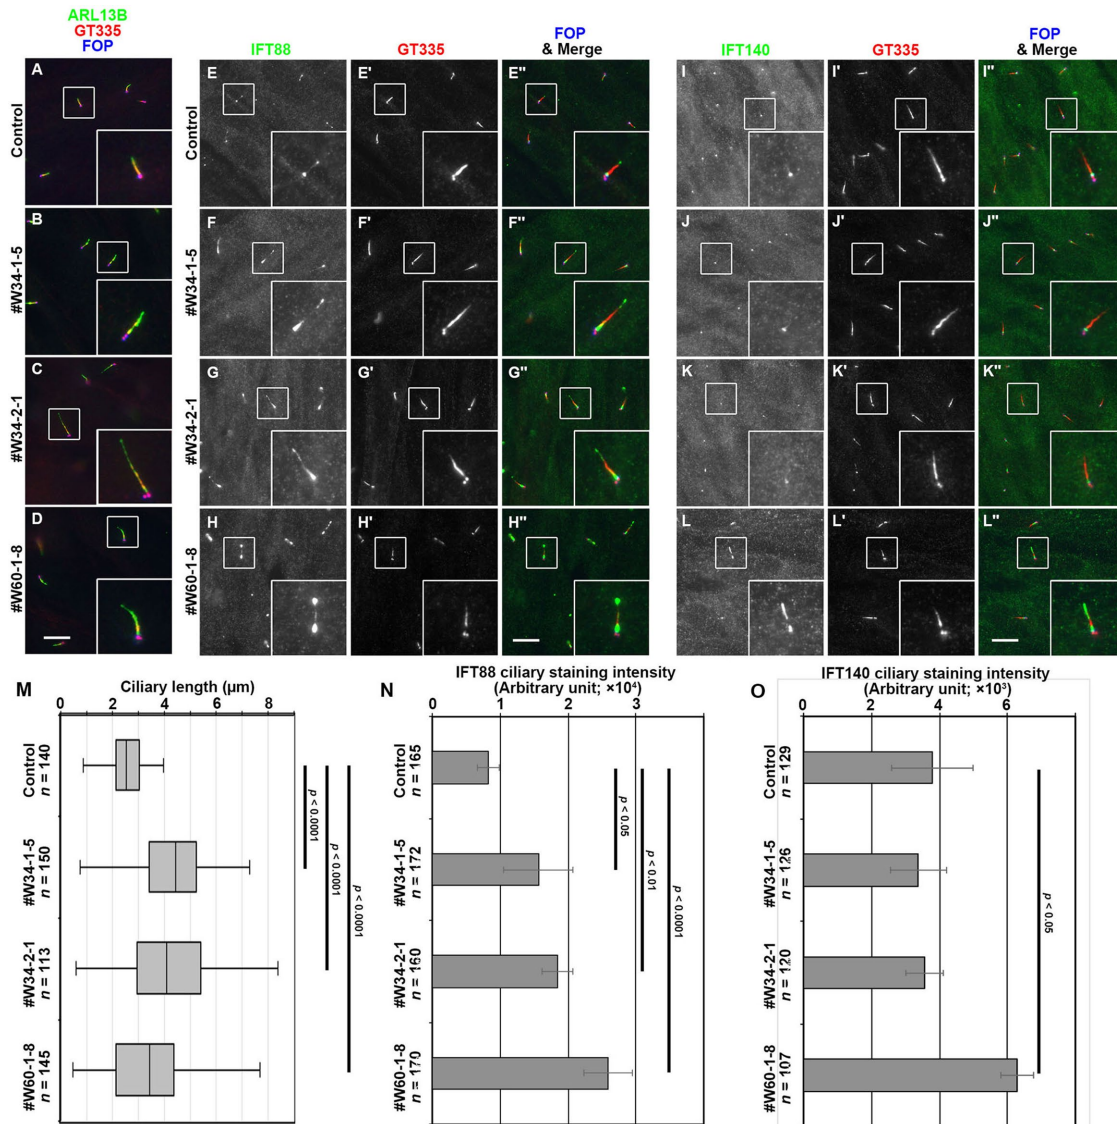 ARL13B
GT335
FOP
IFT88
GT335
FOP
& Merge
IFT140
GT335
FOP
& Merge
Control
A
E
E'
E''
Control
I
I'
I''
#W34-1-5
B
F
F'
F''
#W34-1-5
J
J'
J''
#W34-2-1
C
G
G'
G''
#W34-2-1
K
K'
K''
#W60-1-8
D
H
H'
H''
#W60-1-8
L
L'
L''
M
Ciliary length (µm)
0 2 4 6 8
Control
n = 140
#W34-1-5
n = 150
#W34-2-1
n = 113
#W60-1-8
n = 145
p < 0.0001
p < 0.0001
p < 0.0001
N
IFT88 ciliary staining intensity
(Arbitrary unit; ×10⁴)
0 1 2 3
Control
n = 165
#W34-1-5
n = 172
#W34-2-1
n = 160
#W60-1-8
n = 170
p < 0.05
p < 0.01
p < 0.0001
O
IFT140 ciliary staining intensity
(Arbitrary unit; ×10³)
0 2 4 6
Control
n = 129
#W34-1-5
n = 126
#W34-2-1
n = 120
#W60-1-8
n = 107
p < 0.05